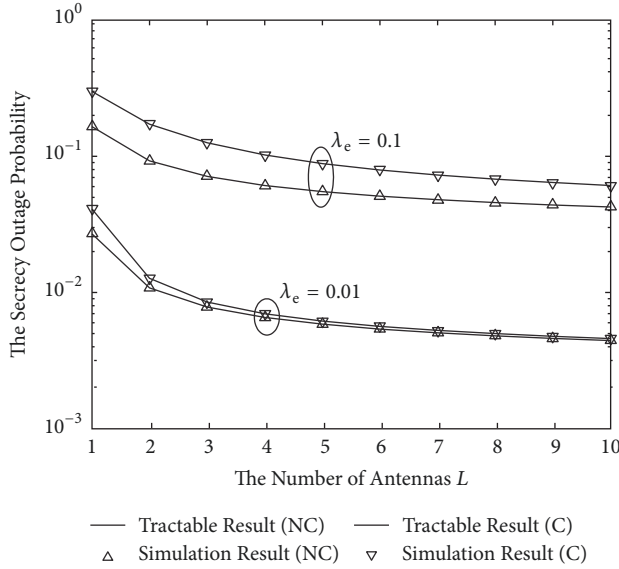 The Secrecy Outage Probability
10⁰
10⁻¹
10⁻²
10⁻³
λₑ = 0.1
λₑ = 0.01
1 2 3 4 5 6 7 8 9 10
The Number of Antennas L
Tractable Result (NC) Tractable Result (C)
Simulation Result (NC) Simulation Result (C)